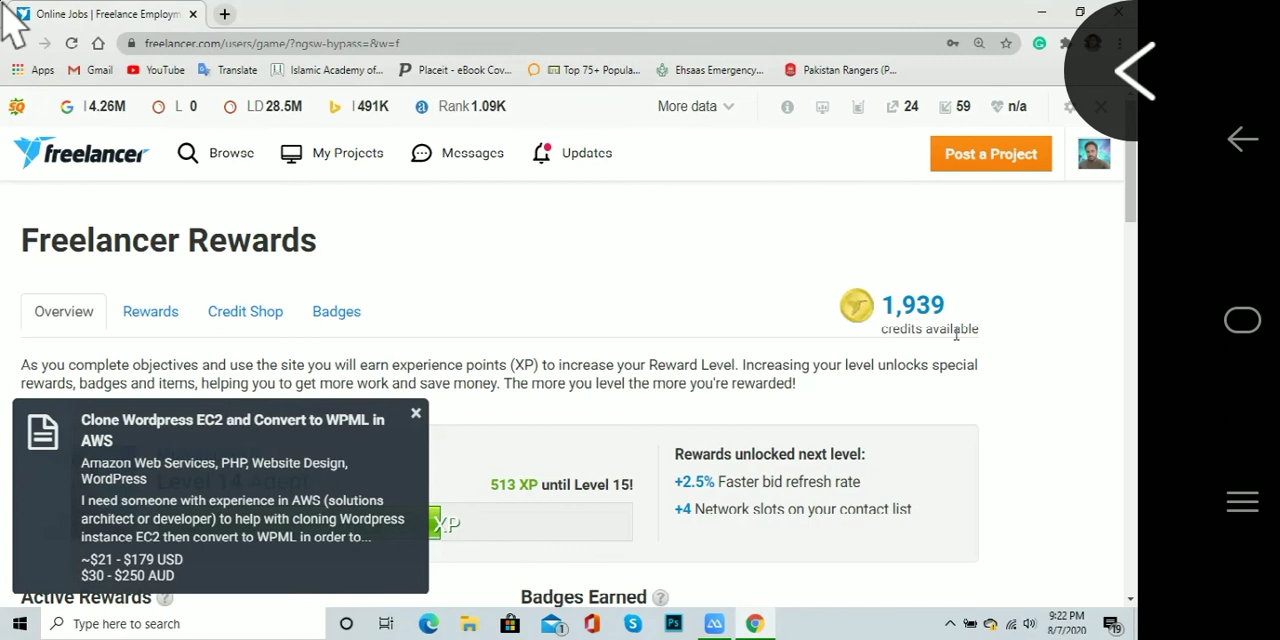 Online Jobs | Freelance Employm
freelancer.com/users/game/?ngsw-bypass=&w=f
Apps Gmail YouTube Translate Islamic Academy of... Placeit - eBook Cov... Top 75+ Popula... Ehsaas Emergency... Pakistan Rangers (P...
SQ I 4.26M L 0 LD 28.5M I 491K Rank 1.09K More data 24 59 n/a
freelancer Browse My Projects Messages Updates Post a Project
Freelancer Rewards
Overview Rewards Credit Shop Badges 1,939
credits available
As you complete objectives and use the site you will earn experience points (XP) to increase your Reward Level. Increasing your level unlocks special
rewards, badges and items, helping you to get more work and save money. The more you level the more you're rewarded!
Clone Wordpress EC2 and Convert to WPML in
AWS
Amazon Web Services, PHP, Website Design,
WordPress
I need someone with experience in AWS (solutions
architect or developer) to help with cloning Wordpress
instance EC2 then convert to WPML in order to...
~$21 - $179 USD
$30 - $250 AUD
Level 14
513 XP until Level 15!
XP
Rewards unlocked next level:
+2.5% Faster bid refresh rate
+4 Network slots on your contact list
Active Rewards ? Badges Earned ?
Type here to search
1
Ps
9:22 PM
8/7/2020
19